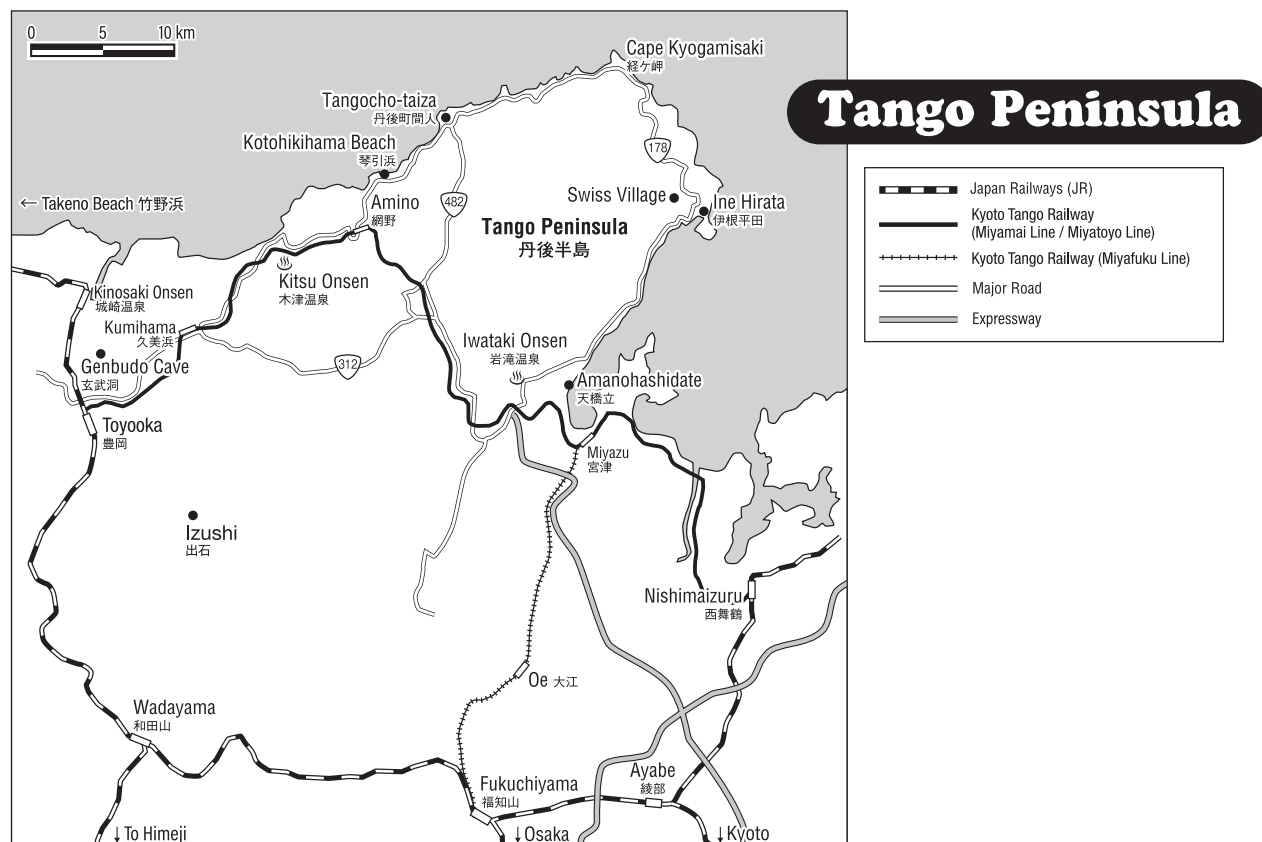 0 5 10 km
Cape Kyogamisaki
経ケ岬
Tango Peninsula
Tangocho-taiza
丹後町間人
Kotohikihama Beach
琴引浜
178
← Takeno Beach 竹野浜
Amino
網野
482
Swiss Village
Ine Hirata
伊根平田
Tango Peninsula
丹後半島
Kitsu Onsen
木津温泉
Kinosaki Onsen
城崎温泉
Kumihama
久美浜
Iwataki Onsen
岩滝温泉
312
Genbudo Cave
玄武洞
Amanohashidate
天橋立
Toyooka
豊岡
Miyazu
宮津
Izushi
出石
Nishimaizuru
西舞鶴
Oe 大江
Wadayama
和田山
Fukuchiyama
福知山
Ayabe
綾部
↓To Himeji
↓Osaka
↓Kyoto
Japan Railways (JR)
Kyoto Tango Railway
(Miyamai Line / Miyatoyo Line)
Kyoto Tango Railway (Miyafuku Line)
Major Road
Expressway